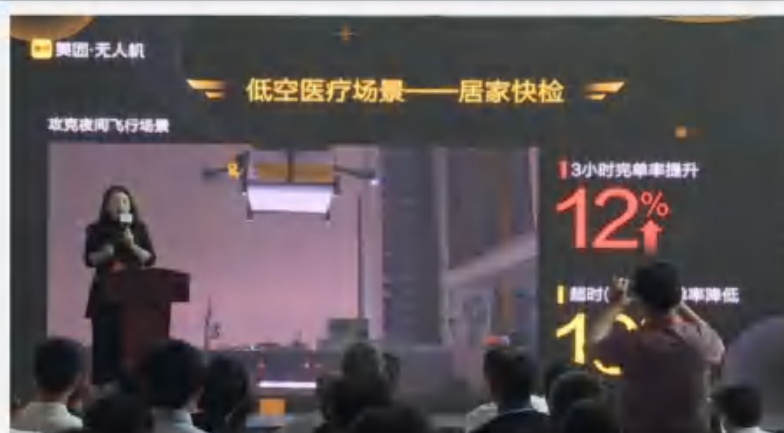 美团·无人机
低空医疗场景——居家快检
攻克夜间飞行场景
3小时完单率提升
12%
超时(
单率降低